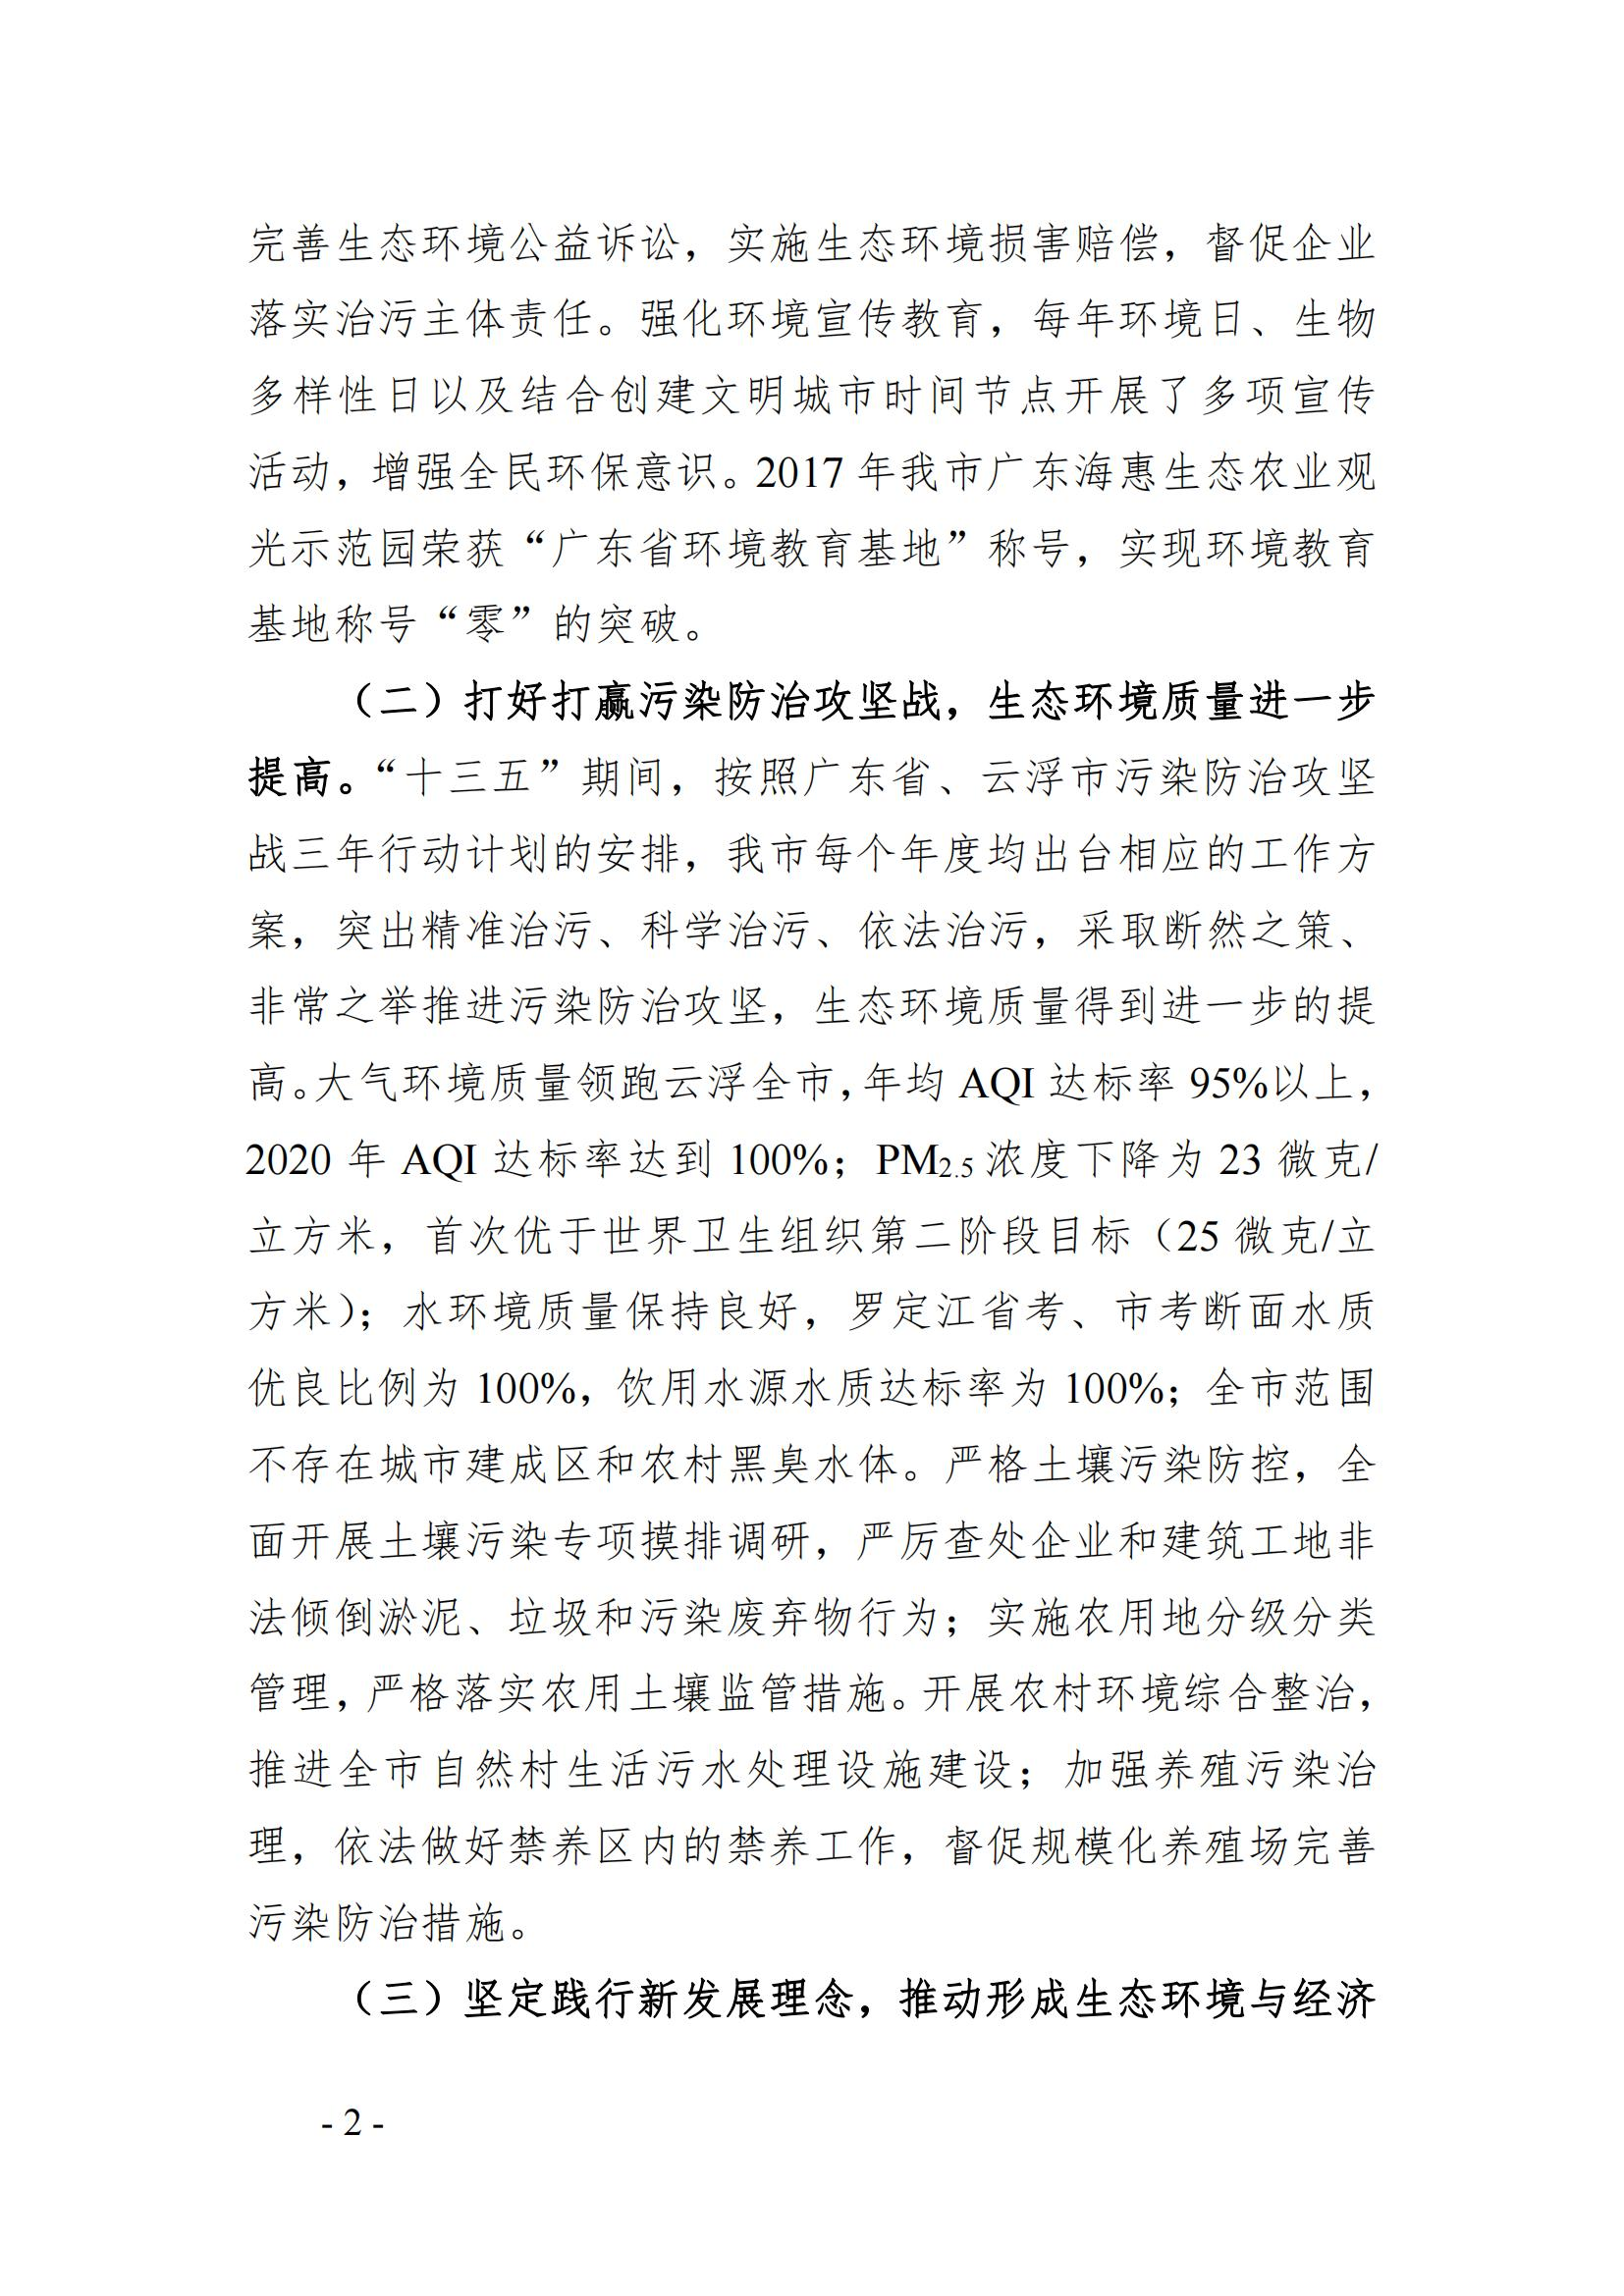 完善生态环境公益诉讼，实施生态环境损害赔偿，督促企业
落实治污主体责任。强化环境宣传教育，每年环境日、生物
多样性日以及结合创建文明城市时间节点开展了多项宣传
活动，增强全民环保意识。2017 年我市广东海惠生态农业观
光示范园荣获“广东省环境教育基地”称号，实现环境教育
基地称号“零”的突破。
（二）打好打赢污染防治攻坚战，生态环境质量进一步
提高。“十三五”期间，按照广东省、云浮市污染防治攻坚
战三年行动计划的安排，我市每个年度均出台相应的工作方
案，突出精准治污、科学治污、依法治污，采取断然之策、
非常之举推进污染防治攻坚，生态环境质量得到进一步的提
高。大气环境质量领跑云浮全市，年均 AQI 达标率 95%以上，
2020 年 AQI 达标率达到 100%；PM2.5 浓度下降为 23 微克/
立方米，首次优于世界卫生组织第二阶段目标（25 微克/立
方米）；水环境质量保持良好，罗定江省考、市考断面水质
优良比例为 100%，饮用水源水质达标率为 100%；全市范围
不存在城市建成区和农村黑臭水体。严格土壤污染防控，全
面开展土壤污染专项摸排调研，严厉查处企业和建筑工地非
法倾倒淤泥、垃圾和污染废弃物行为；实施农用地分级分类
管理，严格落实农用土壤监管措施。开展农村环境综合整治，
推进全市自然村生活污水处理设施建设；加强养殖污染治
理，依法做好禁养区内的禁养工作，督促规模化养殖场完善
污染防治措施。
（三）坚定践行新发展理念，推动形成生态环境与经济
- 2 -